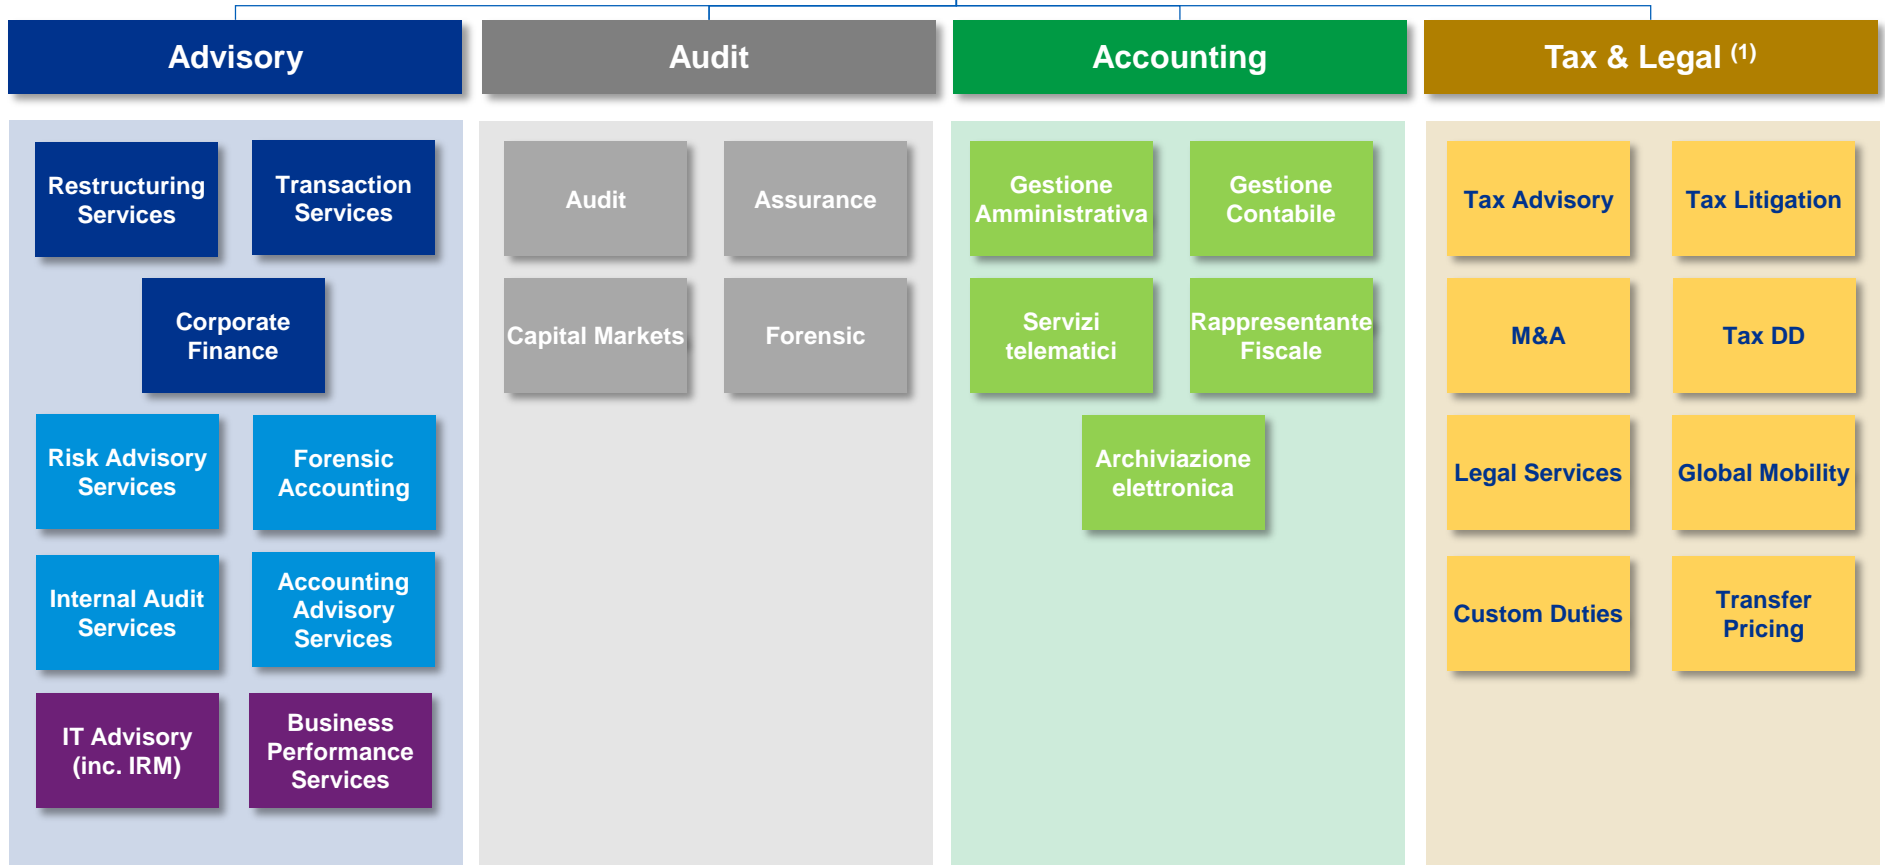 Advisory
Audit
Accounting
Tax & Legal (1)
Restructuring
Services
Transaction
Services
Corporate
Finance
Risk Advisory
Services
Forensic
Accounting
Internal Audit
Services
Accounting
Advisory
Services
IT Advisory
(inc. IRM)
Business
Performance
Services
Audit
Assurance
Capital Markets
Forensic
Gestione
Amministrativa
Gestione
Contabile
Servizi
telematici
Rappresentante
Fiscale
Archiviazione
elettronica
Tax Advisory
Tax Litigation
M&A
Tax DD
Legal Services
Global Mobility
Custom Duties
Transfer
Pricing